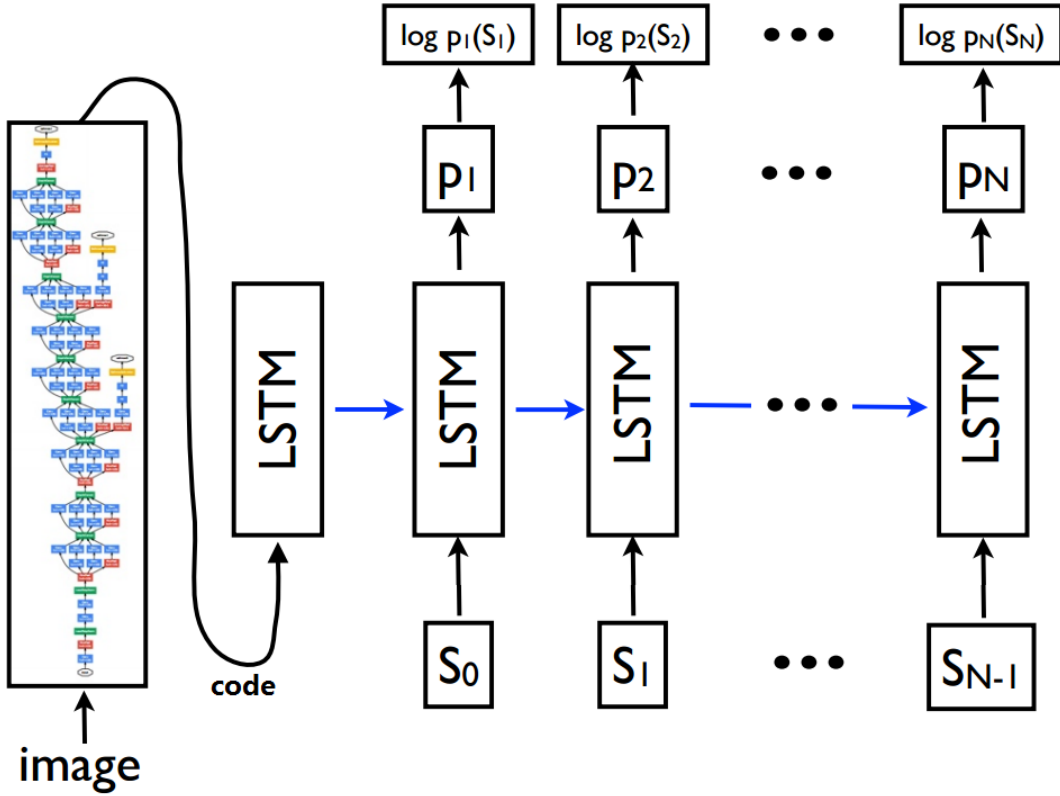 log p₁(S₁) log p₂(S₂) ••• log pN(SN)
p₁ p₂ ••• pN
LSTM LSTM LSTM ••• LSTM
S₀ S₁ ••• SN-1
code
image